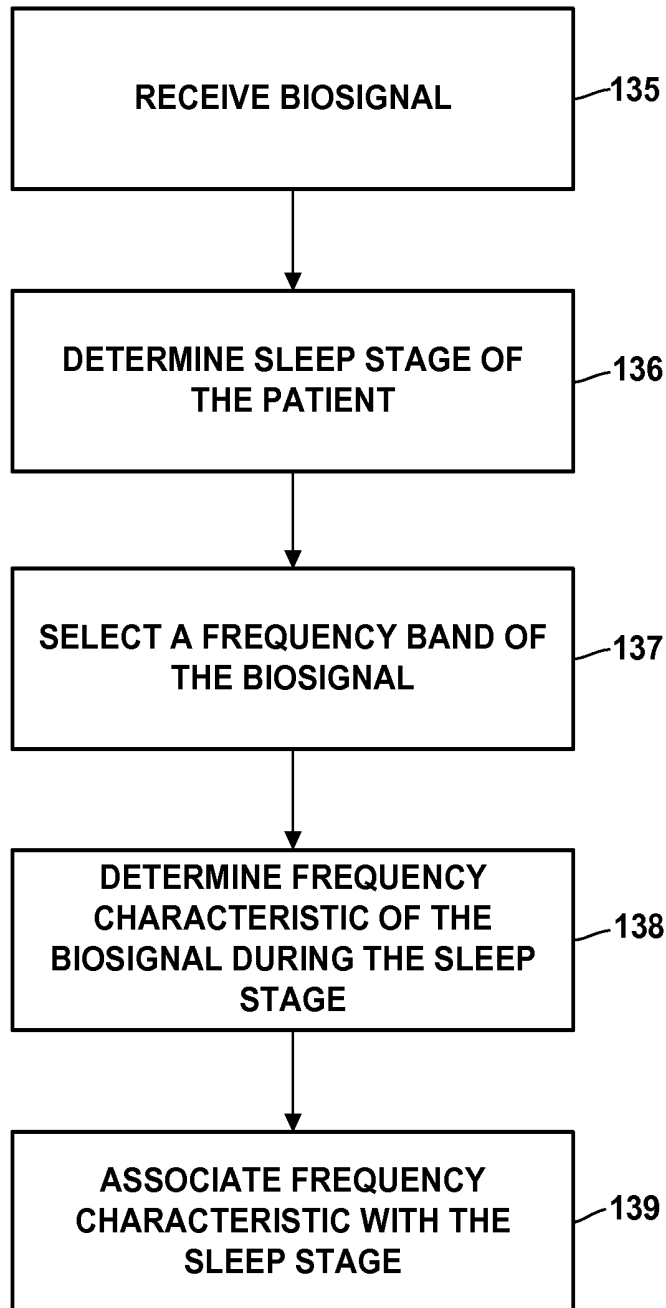 RECEIVE BIOSIGNAL
135
DETERMINE SLEEP STAGE OF
THE PATIENT
136
SELECT A FREQUENCY BAND OF
THE BIOSIGNAL
137
DETERMINE FREQUENCY
CHARACTERISTIC OF THE
BIOSIGNAL DURING THE SLEEP
STAGE
138
ASSOCIATE FREQUENCY
CHARACTERISTIC WITH THE
SLEEP STAGE
139